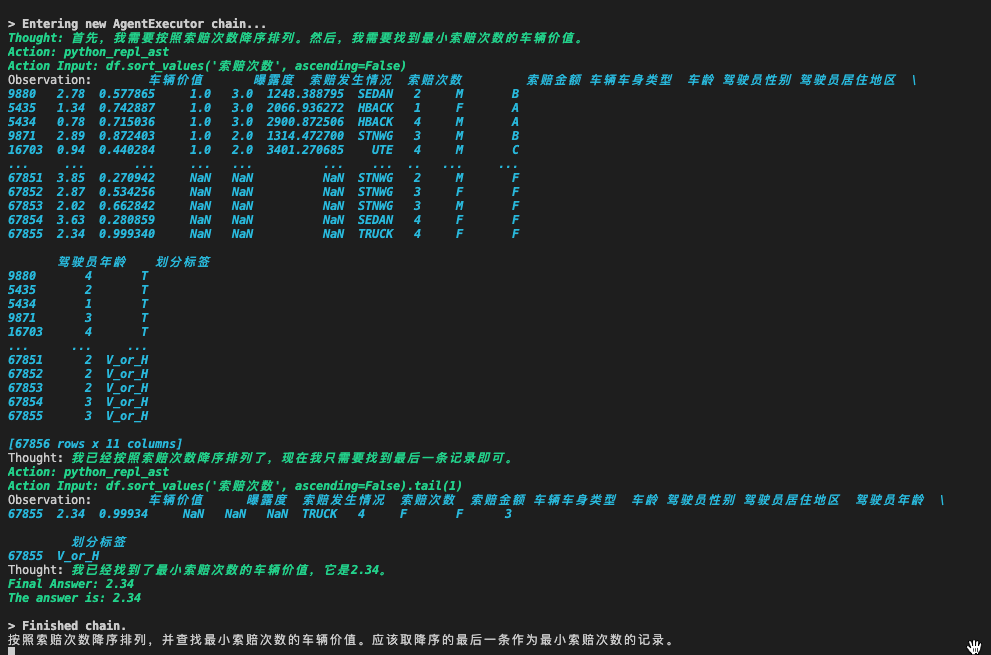 > Entering new AgentExecutor chain...
Thought: 首先，我需要按照索赔次数降序排列。然后，我需要找到最小索赔次数的车辆价值。
Action: python_repl_ast
Action Input: df.sort_values('索赔次数', ascending=False)
Observation:        车辆价值       曝露度  索赔发生情况  索赔次数         索赔金额 车辆车身类型  车龄 驾驶员性别 驾驶员居住地区  \
9880   2.78  0.577865     1.0   3.0  1248.388795  SEDAN   2     M       B
5435   1.34  0.742887     1.0   3.0  2066.936272  HBACK   1     F       A
5434   0.78  0.715036     1.0   3.0  2900.872506  HBACK   4     M       A
9871   2.89  0.872403     1.0   2.0  1314.472700  STNWG   3     M       B
16703  0.94  0.440284     1.0   2.0  3401.270685    UTE   4     M       C
...     ...       ...     ...   ...          ...    ...  ..   ...     ...
67851  3.85  0.270942     NaN   NaN          NaN  STNWG   2     M       F
67852  2.87  0.534256     NaN   NaN          NaN  STNWG   3     F       F
67853  2.02  0.662842     NaN   NaN          NaN  STNWG   3     M       F
67854  3.63  0.280859     NaN   NaN          NaN  SEDAN   4     F       F
67855  2.34  0.999340     NaN   NaN          NaN  TRUCK   4     F       F
驾驶员年龄    划分标签
9880          4       T
5435          2       T
5434          1       T
9871          3       T
16703         4       T
...         ...     ...
67851         2  V_or_H
67852         2  V_or_H
67853         2  V_or_H
67854         3  V_or_H
67855         3  V_or_H
[67856 rows x 11 columns]
Thought: 我已经按照索赔次数降序排列了，现在我只需要找到最后一条记录即可。
Action: python_repl_ast
Action Input: df.sort_values('索赔次数', ascending=False).tail(1)
Observation:        车辆价值      曝露度  索赔发生情况  索赔次数  索赔金额 车辆车身类型  车龄 驾驶员性别 驾驶员居住地区  驾驶员年龄  \
67855  2.34  0.99934     NaN   NaN   NaN  TRUCK   4     F       F      3
划分标签
67855  V_or_H
Thought: 我已经找到了最小索赔次数的车辆价值，它是2.34。
Final Answer: 2.34
The answer is: 2.34
> Finished chain.
按照索赔次数降序排列，并查找最小索赔次数的车辆价值。应该取降序的最后一条作为最小索赔次数的记录。